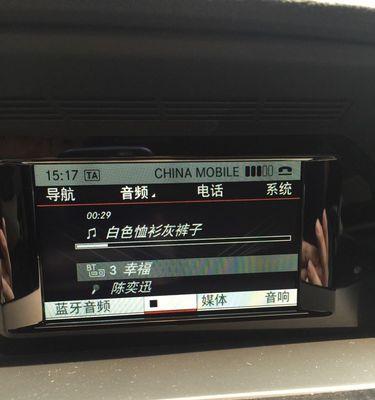 15:17 TA CHINA MOBILE
导航 音频 电话 系统
00:29
白色恤衫灰裤子
BT 3 幸福
陈奕迅
蓝牙音频 媒体 音响